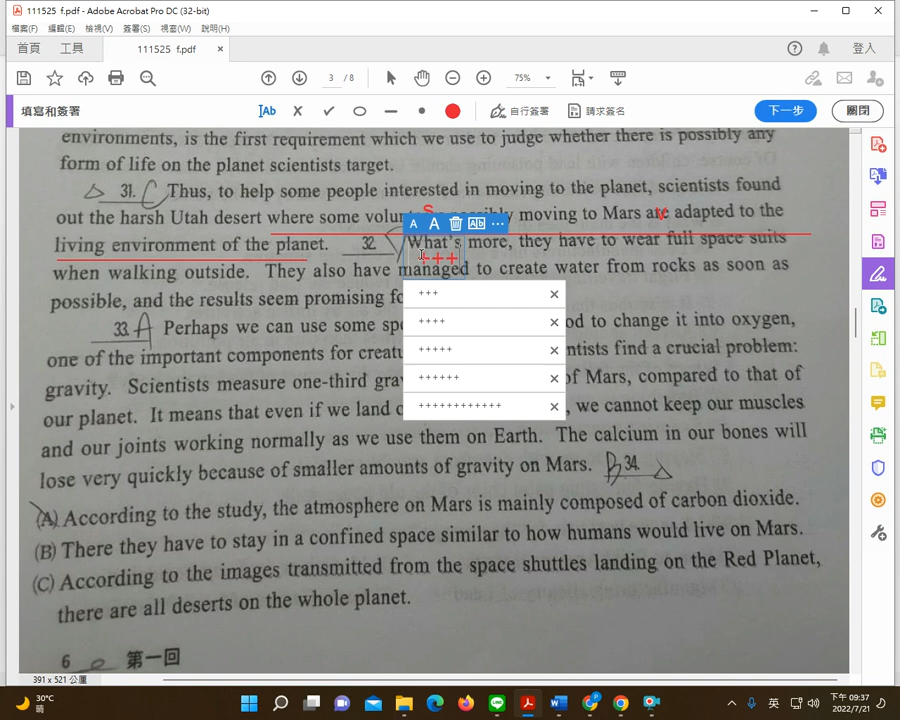 111525 f.pdf - Adobe Acrobat Pro DC (32-bit)
檔案(F) 編輯(E) 檢視(V) 簽署(S) 視窗(W) 說明(H)
首頁 工具 111525 f.pdf × ? 登入
3 / 8 75%
填寫和簽署 Ab 自行簽署 請求簽名 下一步 關閉
environments, is the first requirement which we use to judge whether there is possibly any
form of life on the planet scientists target.
31. C Thus, to help some people interested in moving to the planet, scientists found
out the harsh Utah desert where some volun S moving to Mars are V adapted to the
A A Ab ...
living environment of the planet. 32. What's more, they have to wear full space suits
+++
when walking outside. They also have managed to create water from rocks as soon as
possible, and the results seem promising fo
+++ ×
33. A Perhaps we can use some spe od to change it into oxygen,
++++ ×
one of the important components for creatu ntists find a crucial problem:
+++++ ×
gravity. Scientists measure one-third gra of Mars, compared to that of
++++++ ×
our planet. It means that even if we land o , we cannot keep our muscles
++++++++++++ ×
and our joints working normally as we use them on Earth. The calcium in our bones will
lose very quickly because of smaller amounts of gravity on Mars. B 34.
(A) According to the study, the atmosphere on Mars is mainly composed of carbon dioxide.
(B) There they have to stay in a confined space similar to how humans would live on Mars.
(C) According to the images transmitted from the space shuttles landing on the Red Planet,
there are all deserts on the whole planet.
6 第一回
391 x 521 公厘
30°C
晴
英
下午 09:37
2022/7/21